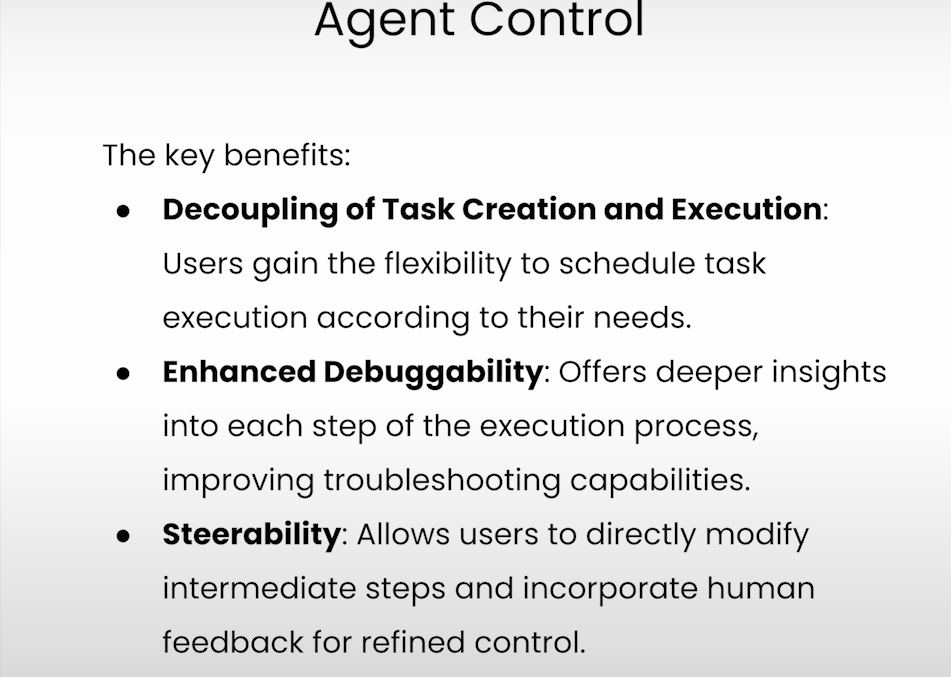 Agent Control
The key benefits:
● Decoupling of Task Creation and Execution:
Users gain the flexibility to schedule task
execution according to their needs.
● Enhanced Debuggability: Offers deeper insights
into each step of the execution process,
improving troubleshooting capabilities.
● Steerability: Allows users to directly modify
intermediate steps and incorporate human
feedback for refined control.